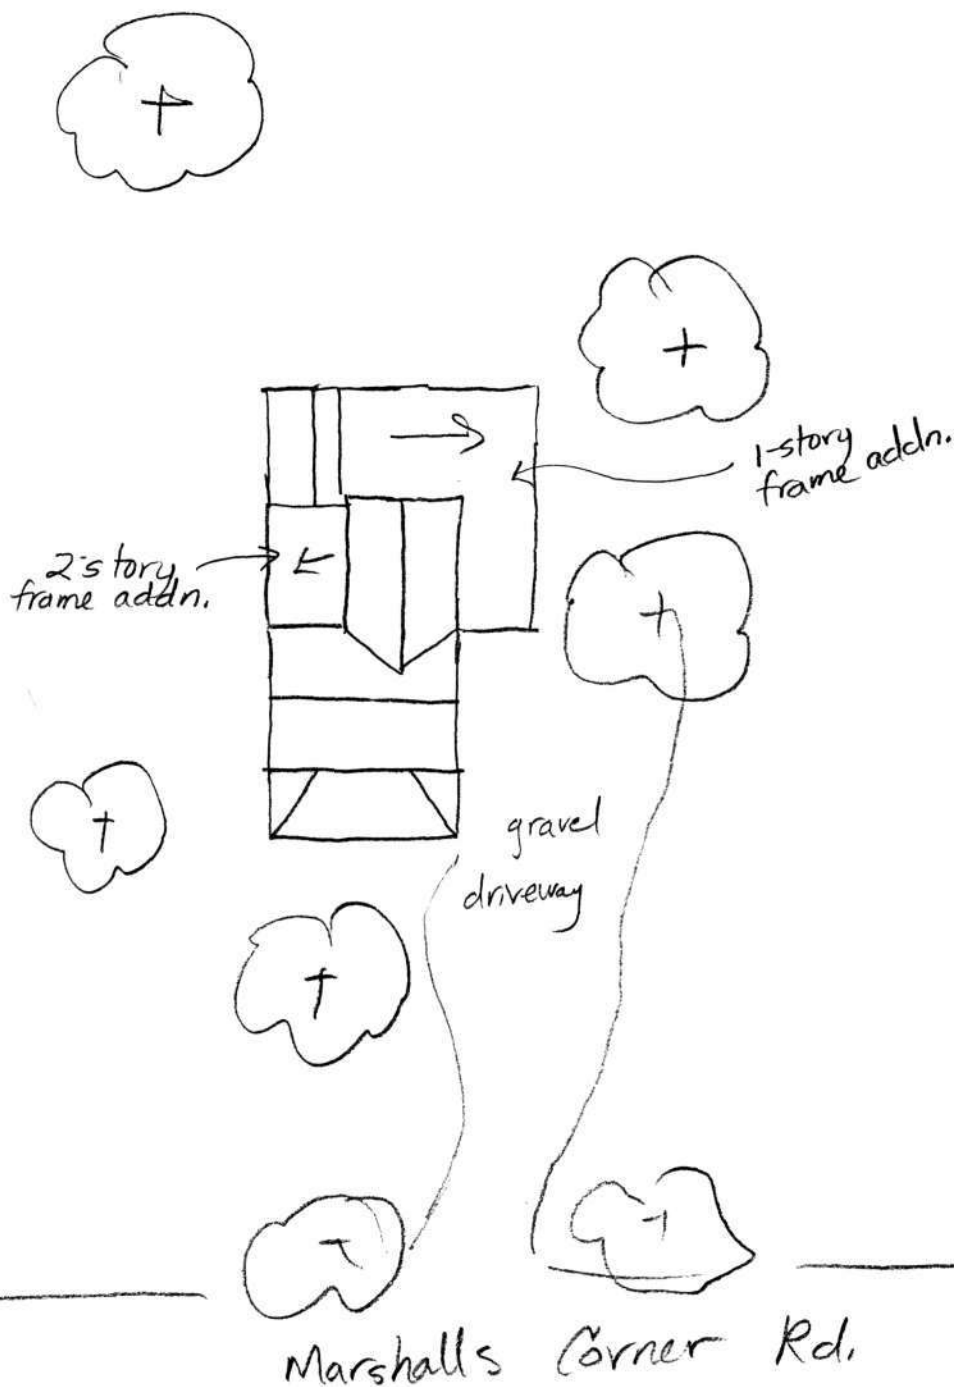 1-story
frame addn.
2-story
frame addn.
gravel
driveway
Marshalls Corner Rd.